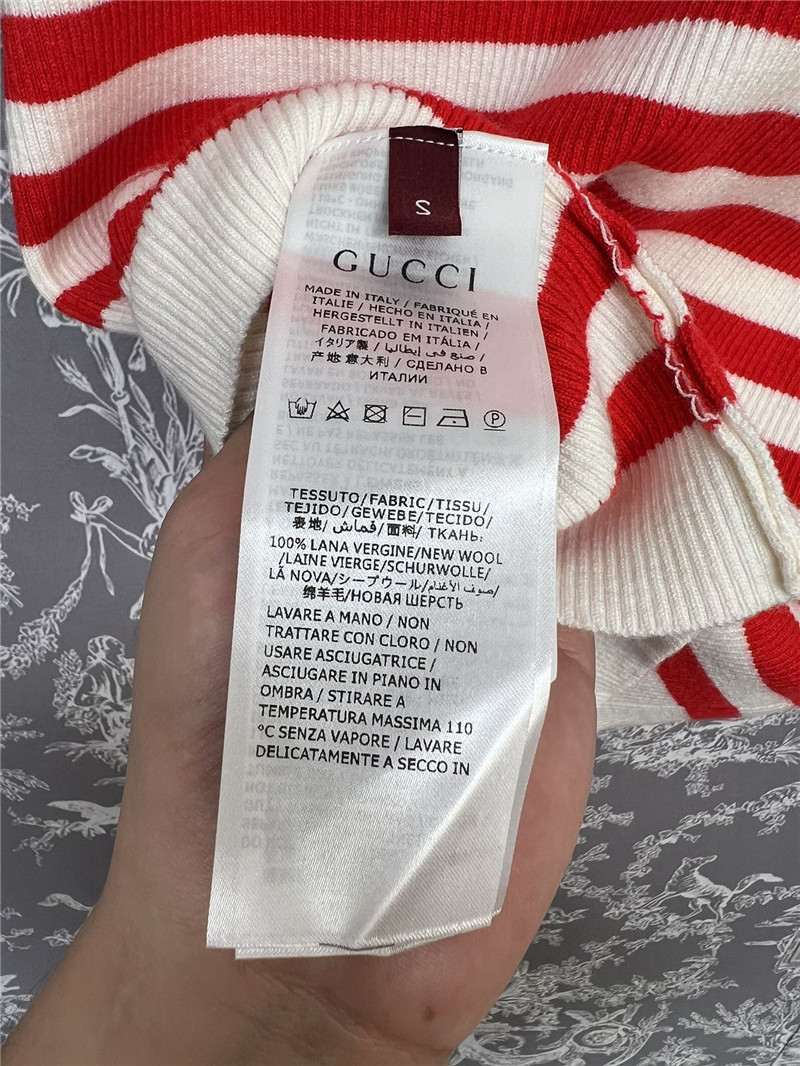 S
GUCCI
MADE IN ITALY / FABRIQUÉ EN
ITALIE / HECHO EN ITALIA /
HERGESTELLT IN ITALIEN /
FABRICADO EM ITÁLIA /
イタリア製 / صنع في إيطاليا /
产地 意大利 / СДЕЛАНО В
ИТАЛИИ
P
TESSUTO/FABRIC/TISSU/
TEJIDO/GEWEBE/TECIDO/
表地/قماش/面料/ ТКАНЬ:
100% LANA VERGINE/NEW WOOL
/LAINE VIERGE/SCHURWOLLE/
LÃ NOVA/シープウール/صوف الأغنام/
绵羊毛/НОВАЯ ШЕРСТЬ
LAVARE A MANO / NON
TRATTARE CON CLORO / NON
USARE ASCIUGATRICE /
ASCIUGARE IN PIANO IN
OMBRA / STIRARE A
TEMPERATURA MASSIMA 110
°C SENZA VAPORE / LAVARE
DELICATAMENTE A SECCO IN